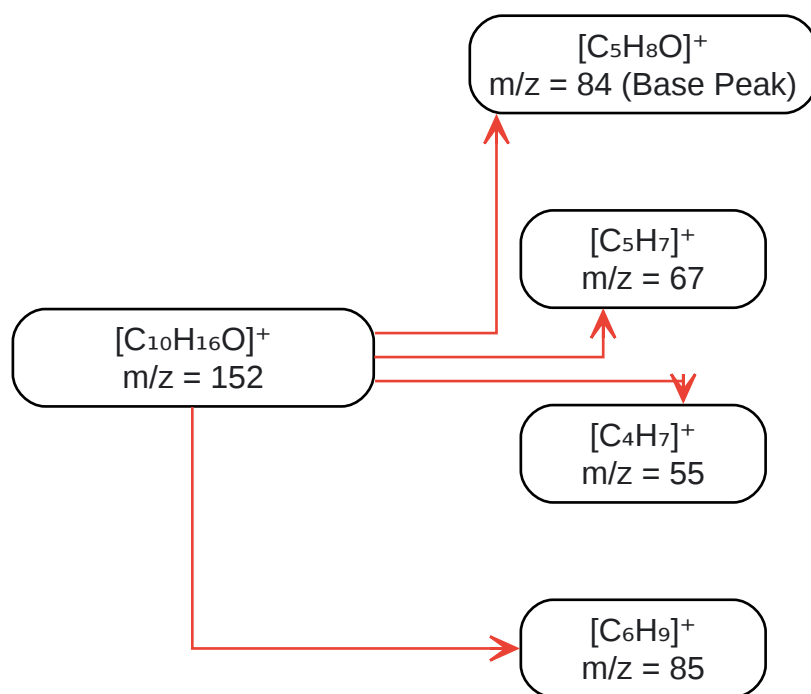 [C₅H₈O]⁺
m/z = 84 (Base Peak)
[C₅H₇]⁺
m/z = 67
[C₁₀H₁₆O]⁺
m/z = 152
[C₄H₇]⁺
m/z = 55
[C₆H₉]⁺
m/z = 85